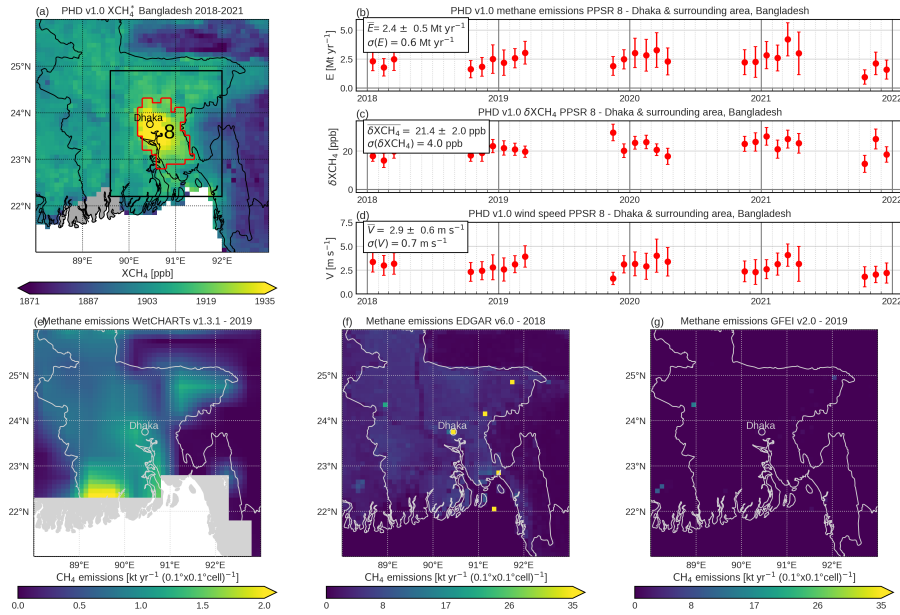 (a) PHD v1.0 XCH₄* Bangladesh 2018-2021
25°N
24°N
23°N
22°N
Dhaka
8
89°E 90°E 91°E 92°E
XCH₄ [ppb]
1871 1887 1903 1919 1935
(b) PHD v1.0 methane emissions PPSR 8 - Dhaka & surrounding area, Bangladesh
E̅= 2.4 ± 0.5 Mt yr⁻¹
σ(E) = 0.6 Mt yr⁻¹
E [Mt yr⁻¹]
5.0
2.5
0.0
2018 2019 2020 2021 2022
(c) PHD v1.0 δXCH₄ PPSR 8 - Dhaka & surrounding area, Bangladesh
δXCH₄ = 21.4 ± 2.0 ppb
σ(δXCH₄) = 4.0 ppb
δXCH₄ [ppb]
20
0
2018 2019 2020 2021 2022
(d) PHD v1.0 wind speed PPSR 8 - Dhaka & surrounding area, Bangladesh
V̅ = 2.9 ± 0.6 m s⁻¹
σ(V) = 0.7 m s⁻¹
V [m s⁻¹]
7.5
5.0
2.5
0.0
2018 2019 2020 2021 2022
(e) Methane emissions WetCHARTs v1.3.1 - 2019
25°N
24°N
23°N
22°N
Dhaka
89°E 90°E 91°E 92°E
CH₄ emissions [kt yr⁻¹ (0.1°x0.1°cell)⁻¹]
0.0 0.5 1.0 1.5 2.0
(f) Methane emissions EDGAR v6.0 - 2018
25°N
24°N
23°N
22°N
Dhaka
89°E 90°E 91°E 92°E
CH₄ emissions [kt yr⁻¹ (0.1°x0.1°cell)⁻¹]
0 8 17 26 35
(g) Methane emissions GFEI v2.0 - 2019
25°N
24°N
23°N
22°N
Dhaka
89°E 90°E 91°E 92°E
CH₄ emissions [kt yr⁻¹ (0.1°x0.1°cell)⁻¹]
0 8 17 26 35